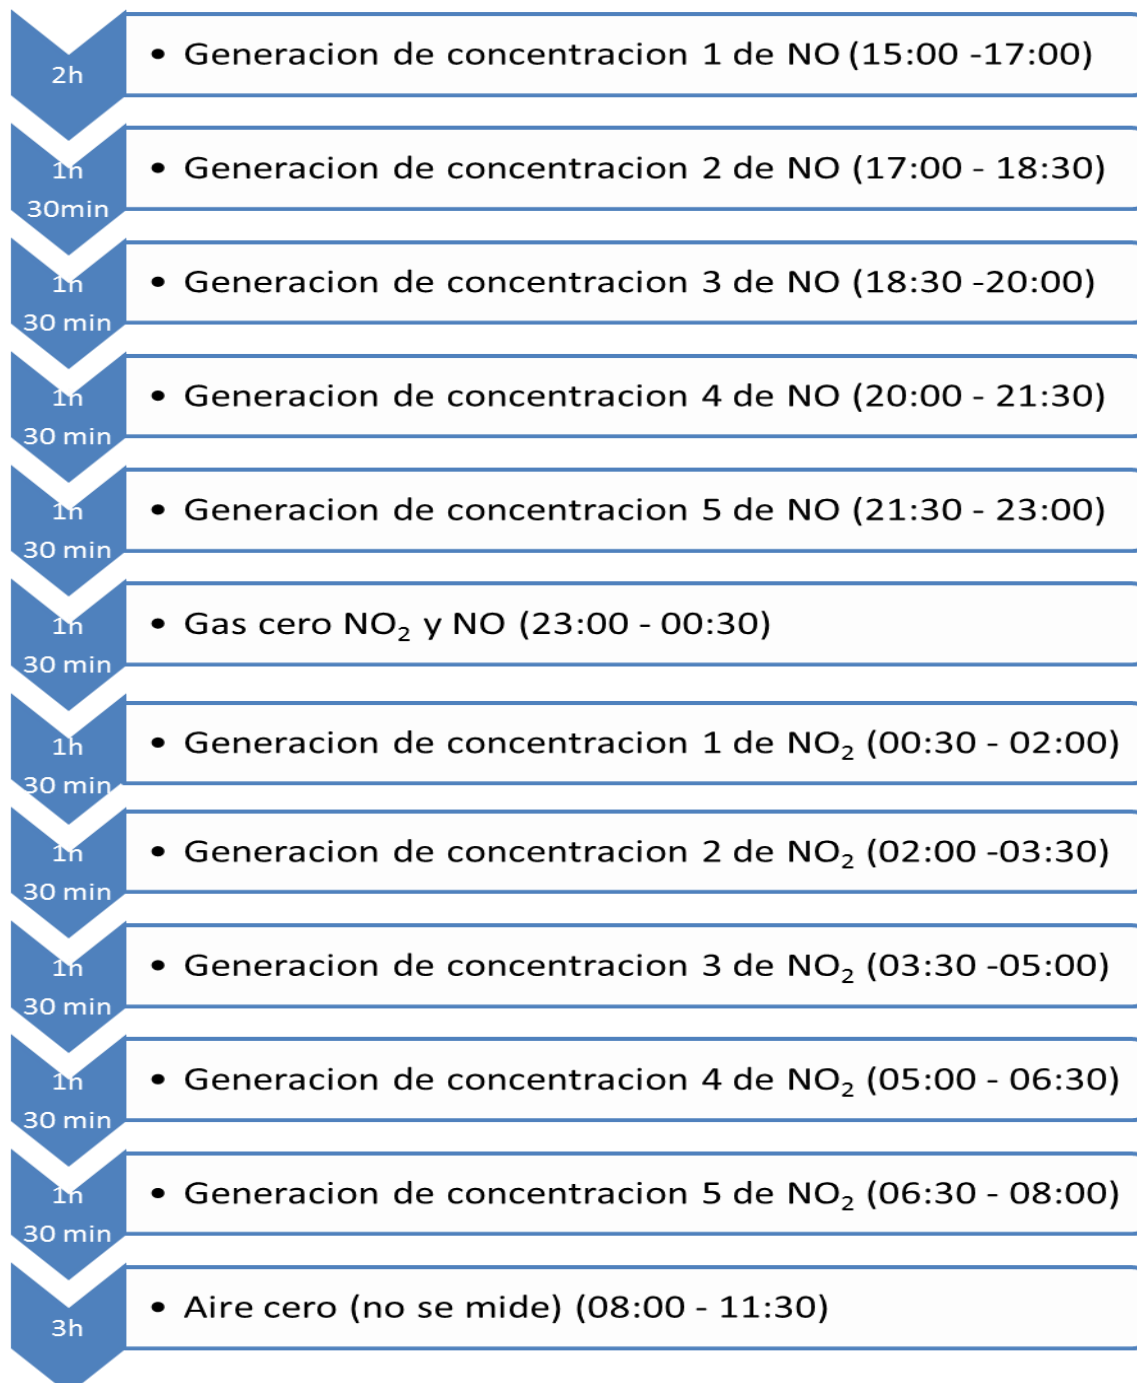 2h
• Generacion de concentracion 1 de NO (15:00 -17:00)
1h
30min
• Generacion de concentracion 2 de NO (17:00 - 18:30)
1h
30 min
• Generacion de concentracion 3 de NO (18:30 -20:00)
1h
30 min
• Generacion de concentracion 4 de NO (20:00 - 21:30)
1h
30 min
• Generacion de concentracion 5 de NO (21:30 - 23:00)
1h
30 min
• Gas cero NO₂ y NO (23:00 - 00:30)
1h
30 min
• Generacion de concentracion 1 de NO₂ (00:30 - 02:00)
1h
30 min
• Generacion de concentracion 2 de NO₂ (02:00 -03:30)
1h
30 min
• Generacion de concentracion 3 de NO₂ (03:30 -05:00)
1h
30 min
• Generacion de concentracion 4 de NO₂ (05:00 - 06:30)
1h
30 min
• Generacion de concentracion 5 de NO₂ (06:30 - 08:00)
3h
• Aire cero (no se mide) (08:00 - 11:30)